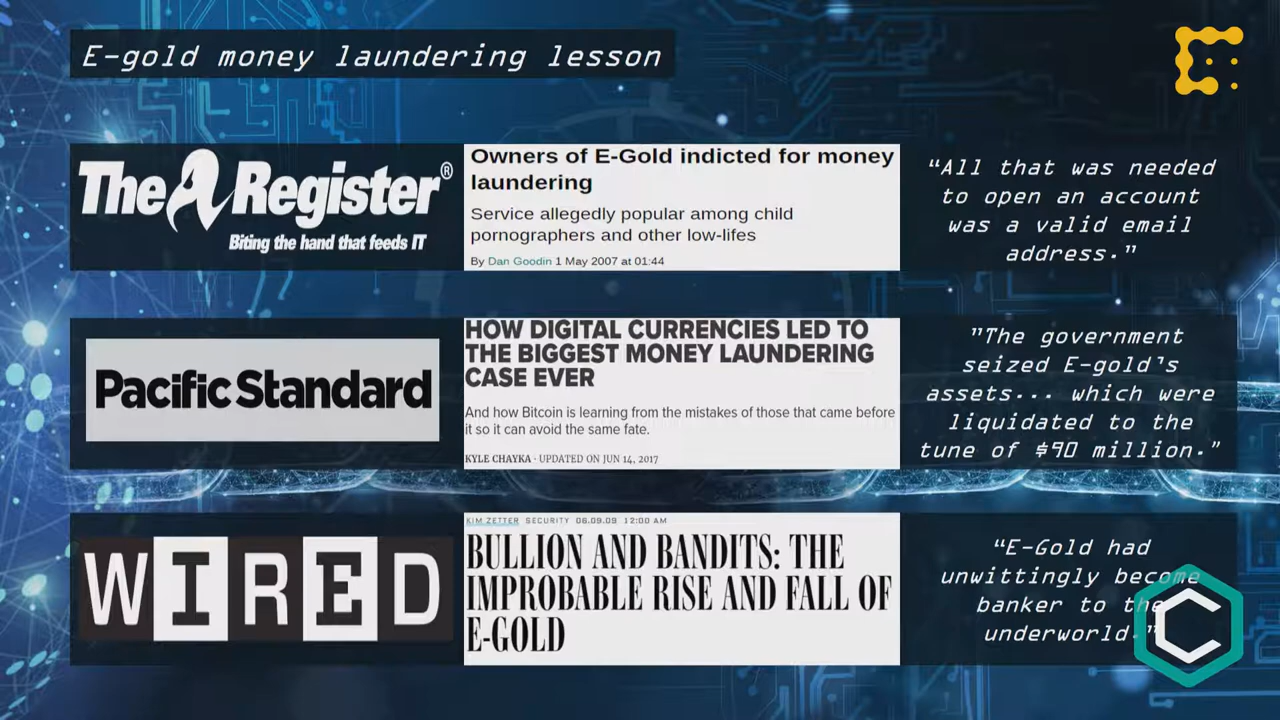 E-gold money laundering lesson
The Register®
Biting the hand that feeds IT
Owners of E-Gold indicted for money
laundering
Service allegedly popular among child
pornographers and other low-lifes
By Dan Goodin 1 May 2007 at 01:44
“All that was needed
to open an account
was a valid email
address.”
Pacific Standard
HOW DIGITAL CURRENCIES LED TO
THE BIGGEST MONEY LAUNDERING
CASE EVER
And how Bitcoin is learning from the mistakes of those that came before
it so it can avoid the same fate.
KYLE CHAYKA · UPDATED ON JUN 14, 2017
”The government
seized E-gold's
assets... which were
liquidated to the
tune of $90 million.”
WIRED
KIM ZETTER SECURITY 06.09.09 12:00 AM
BULLION AND BANDITS: THE
IMPROBABLE RISE AND FALL OF
E-GOLD
“E-Gold had
unwittingly become
banker to the
underworld.”